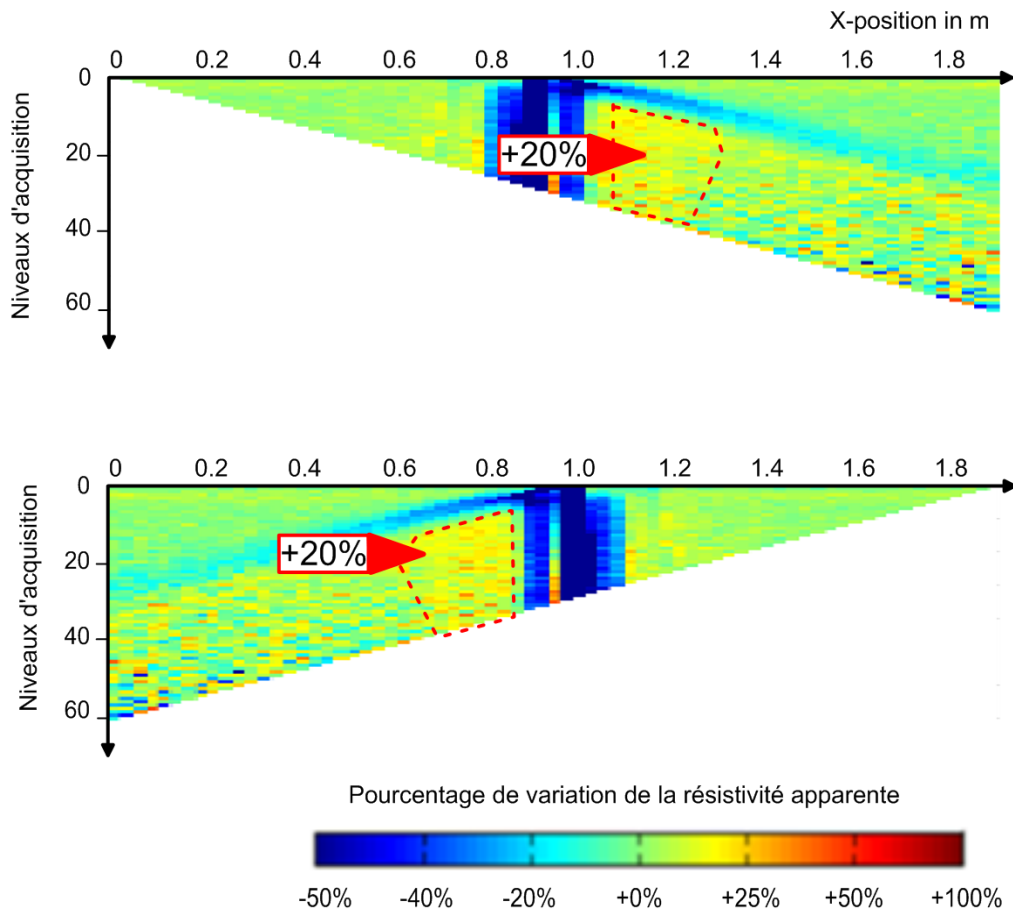 X-position in m
0 0.2 0.4 0.6 0.8 1.0 1.2 1.4 1.6 1.8
0
20
40
60
Niveaux d'acquisition
+20%
0 0.2 0.4 0.6 0.8 1.0 1.2 1.4 1.6 1.8
0
20
40
60
Niveaux d'acquisition
+20%
Pourcentage de variation de la résistivité apparente
-50% -40% -20% +0% +25% +50% +100%